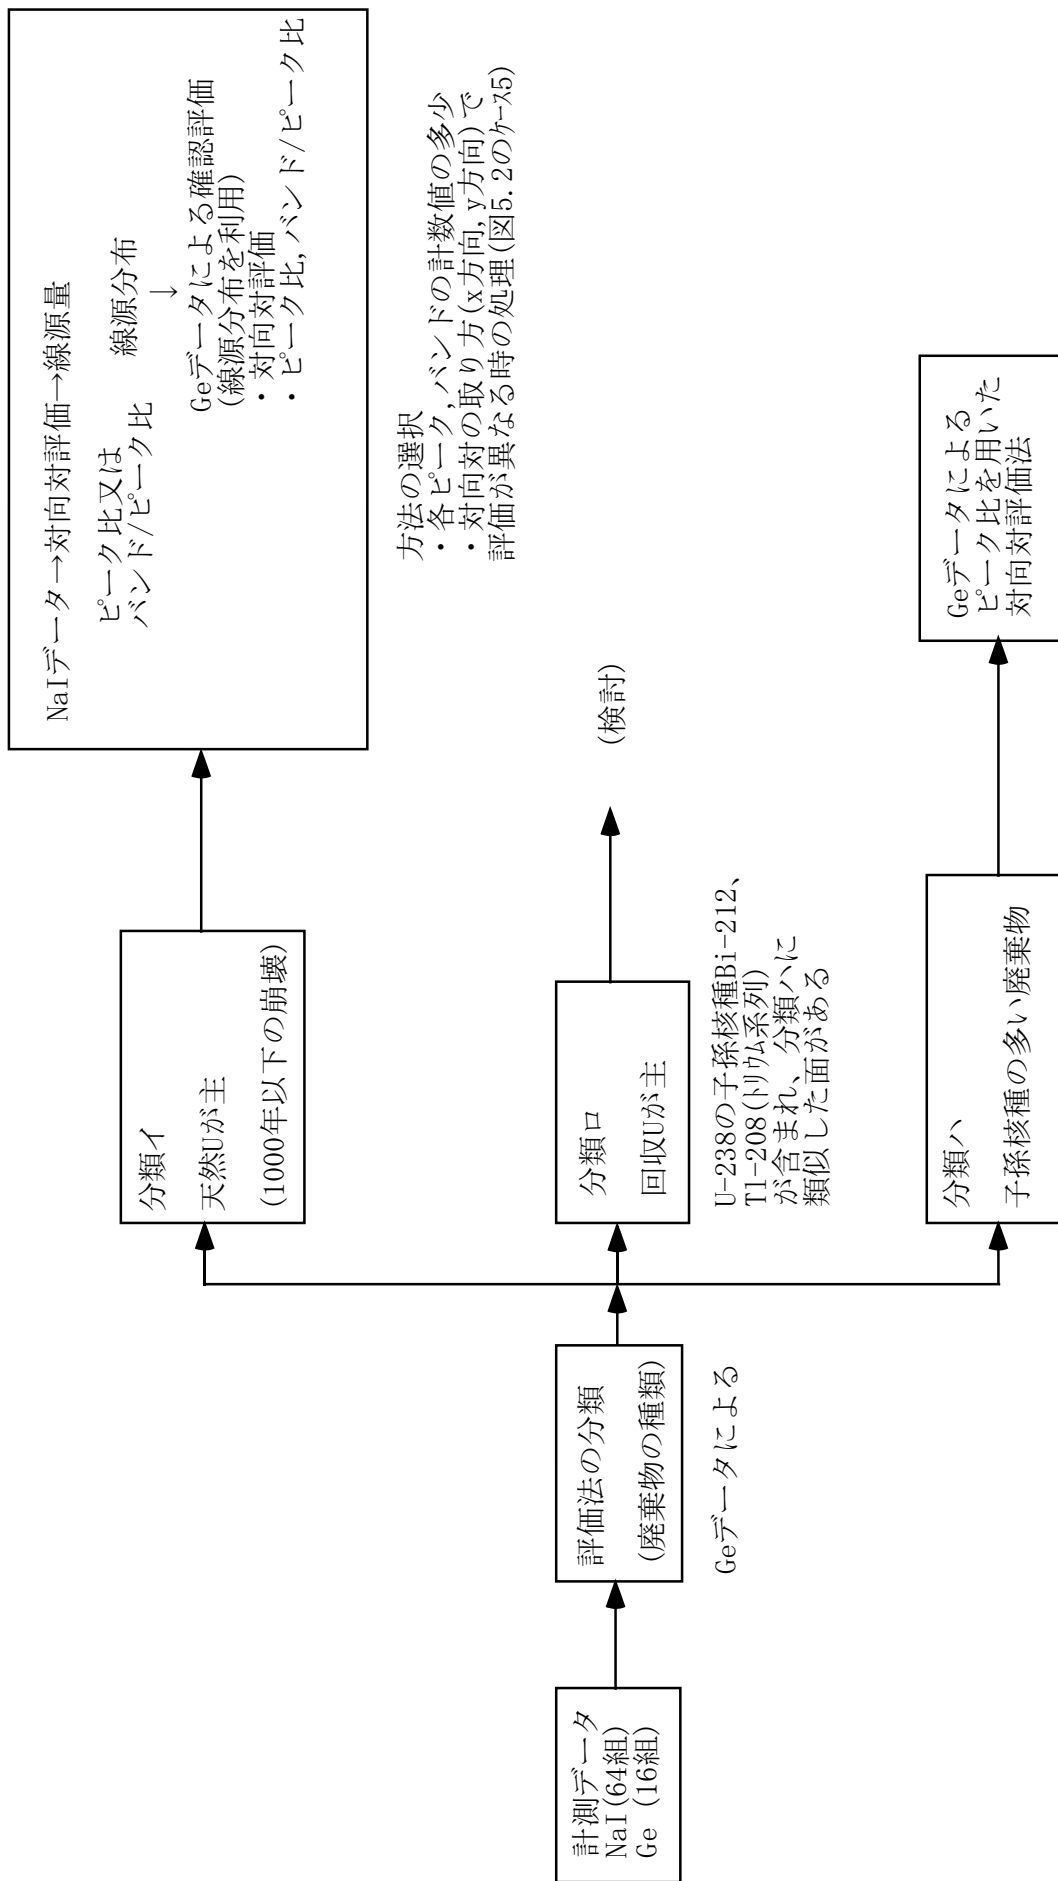 計測データ
NaI(64組)
Ge (16組)
評価法の分類
(廃棄物の種類)
Geデータによる
分類イ
天然Uが主
(1000年以下の崩壊)
NaIデータ→対向対評価→線源量
ピーク比又は
バンド/ピーク比
線源分布
↓
Geデータによる確認評価
(線源分布を利用)
・対向対評価
・ピーク比,バンド/ピーク比
方法の選択
・各ピーク,バンドの計数値の多少
・対向対の取り方(x方向,y方向)で
評価が異なる時の処理(図5.2のケース5)
分類ロ
回収Uが主
U-238の子孫核種Bi-212、
Tl-208(トリウム系列)
が含まれ、分類ハに
類似した面がある
(検討)
分類ハ
子孫核種の多い廃棄物
Geデータによる
ピーク比を用いた
対向対評価法